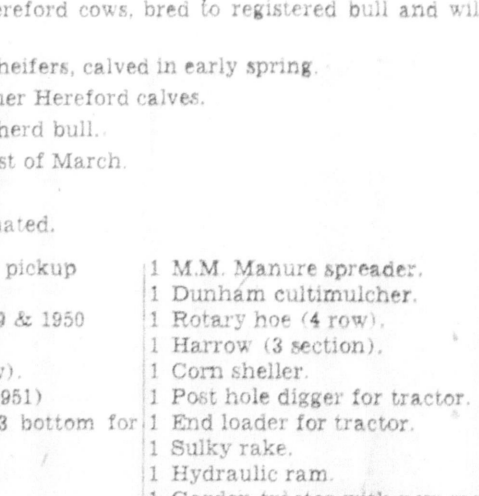 ereford cows, bred to registered bull and wil
heifers, calved in early spring.
ner Hereford calves.
herd bull.
st of March.
nated.
pickup
9 & 1950
w).
951)
3 bottom for
1 M.M. Manure spreader.
1 Dunham cultimulcher.
1 Rotary hoe (4 row).
1 Harrow (3 section).
1 Corn sheller.
1 Post hole digger for tractor.
1 End loader for tractor.
1 Sulky rake.
1 Hydraulic ram.